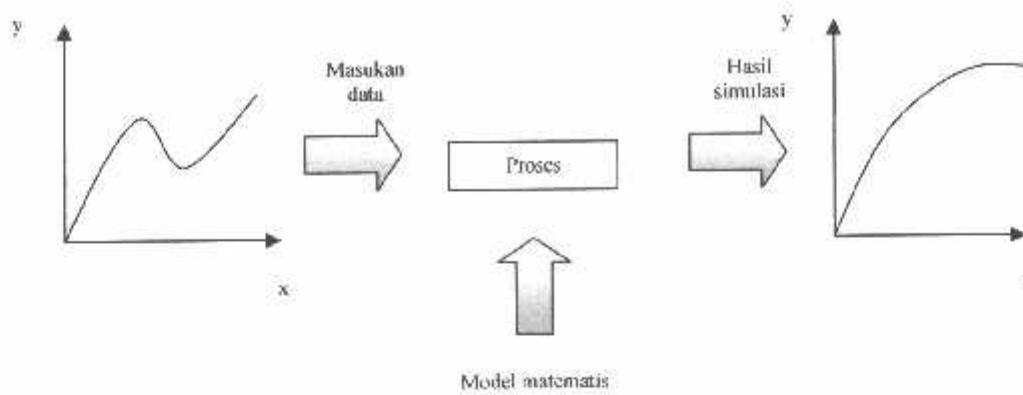 y
Masukan
data
Proses
Hasil
simulasi
y
x
Model matematis